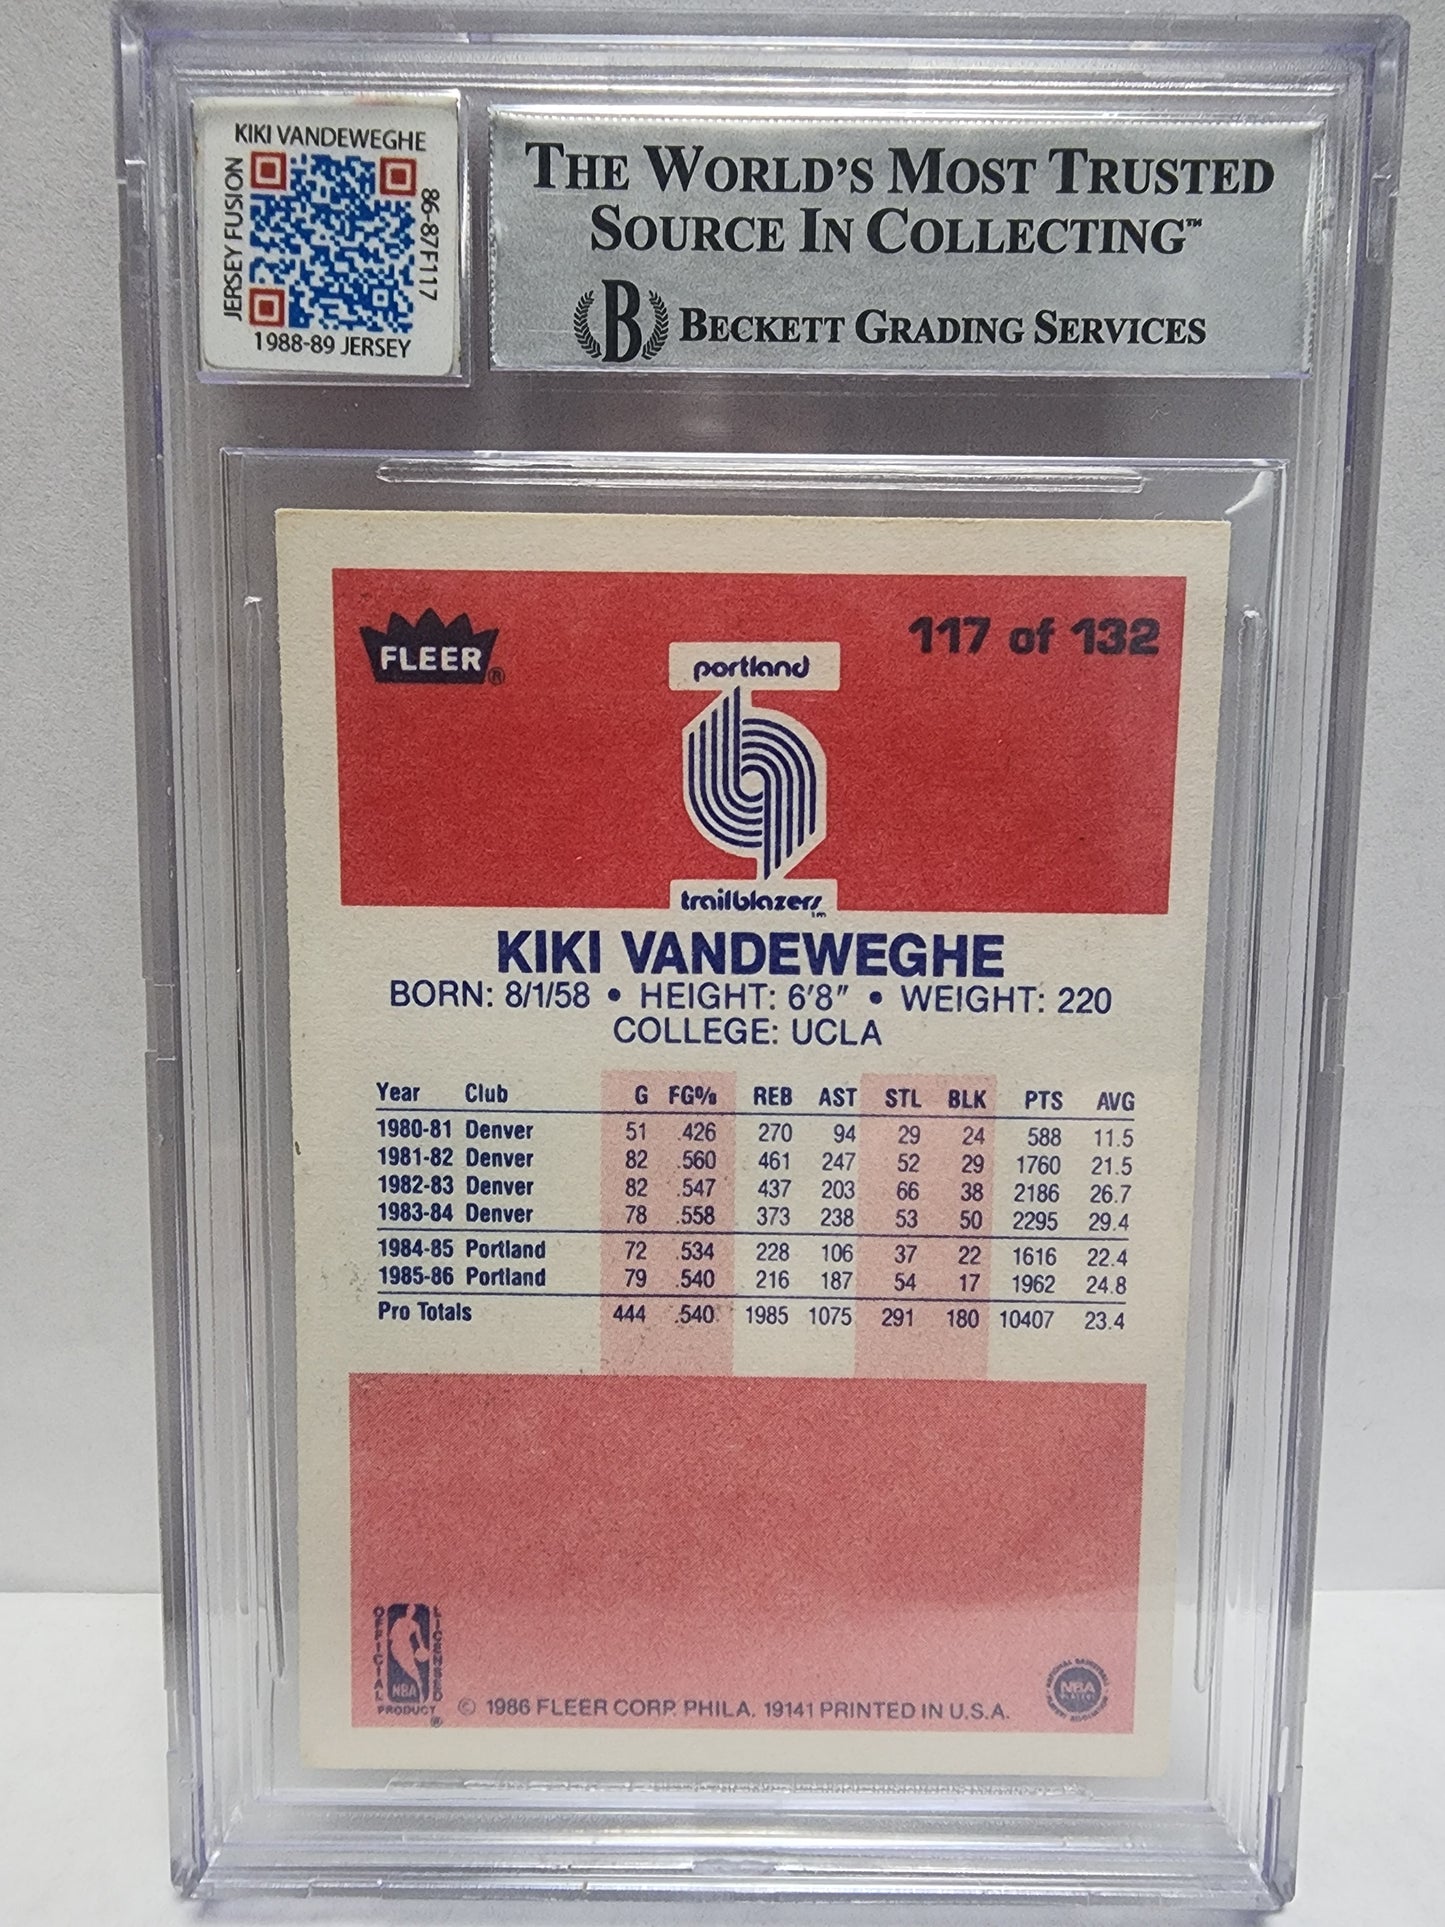 KIKI VANDEWEGHE
JERSEY FUSION
86-87F117
1988-89 JERSEY
THE WORLD'S MOST TRUSTED
SOURCE IN COLLECTING™
B BECKETT GRADING SERVICES
FLEER®
117 of 132
portland
trailblazers™
KIKI VANDEWEGHE
BORN: 8/1/58 • HEIGHT: 6'8" • WEIGHT: 220
COLLEGE: UCLA
Year Club G FG% REB AST STL BLK PTS AVG
1980-81 Denver 51 .426 270 94 29 24 588 11.5
1981-82 Denver 82 .560 461 247 52 29 1760 21.5
1982-83 Denver 82 .547 437 203 66 38 2186 26.7
1983-84 Denver 78 .558 373 238 53 50 2295 29.4
1984-85 Portland 72 .534 228 106 37 22 1616 22.4
1985-86 Portland 79 .540 216 187 54 17 1962 24.8
Pro Totals 444 .540 1985 1075 291 180 10407 23.4
OFFICIAL LICENSED
NBA
PRODUCT ®
© 1986 FLEER CORP. PHILA. 19141 PRINTED IN U.S.A.
NATIONAL BASKETBALL
NBA
PLAYERS